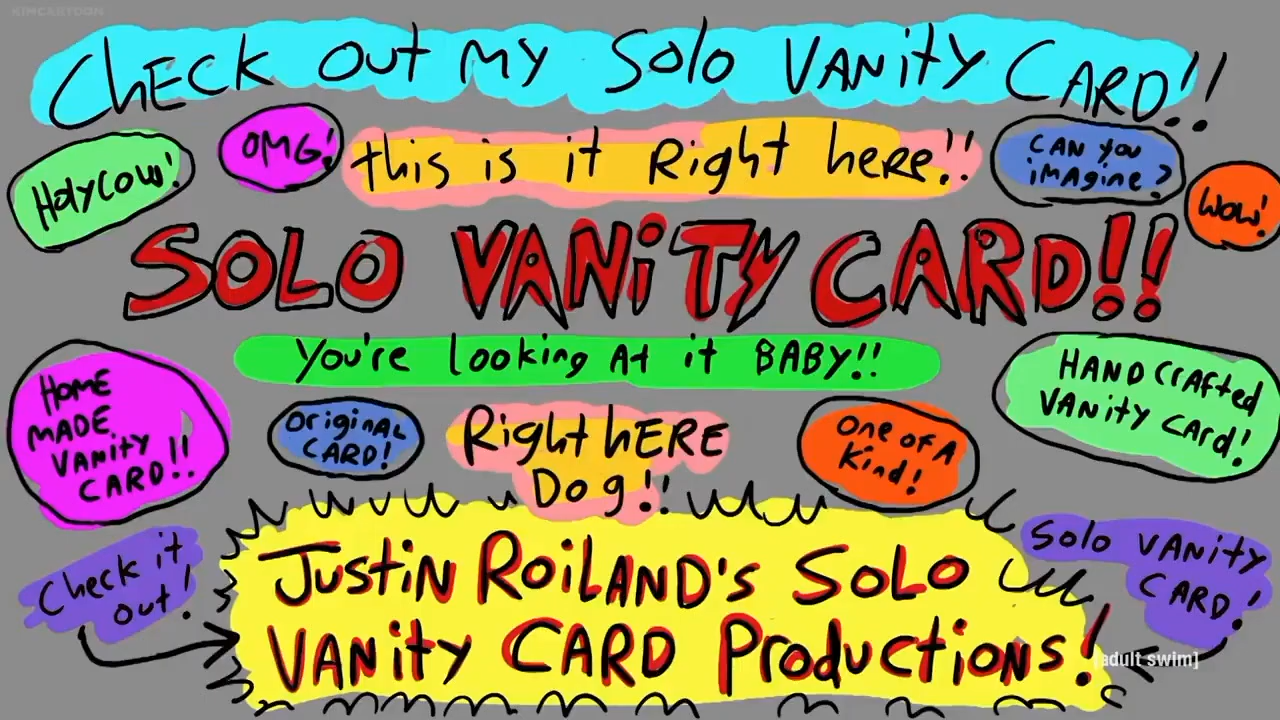 KIMCARTOON
ChECK Out MY Solo VANity CARD!!
HolyCow!
OMG!
this is it Right here!!
CAN You
iMAgine?
Wow!
SOLO VANiTY CARD!!
You're looking At it BABY!!
HOME
MADE
VANity
CARD!!
OriginAL
CARD!
Right hERE
Dog!!
One of A
Kind!
HAND Crafted
VANity Card!
Check it
out!
Solo VANity
CARD!
JUStiN RoiLAND's SoLo
VANity CARD Productions!
[adult swim]